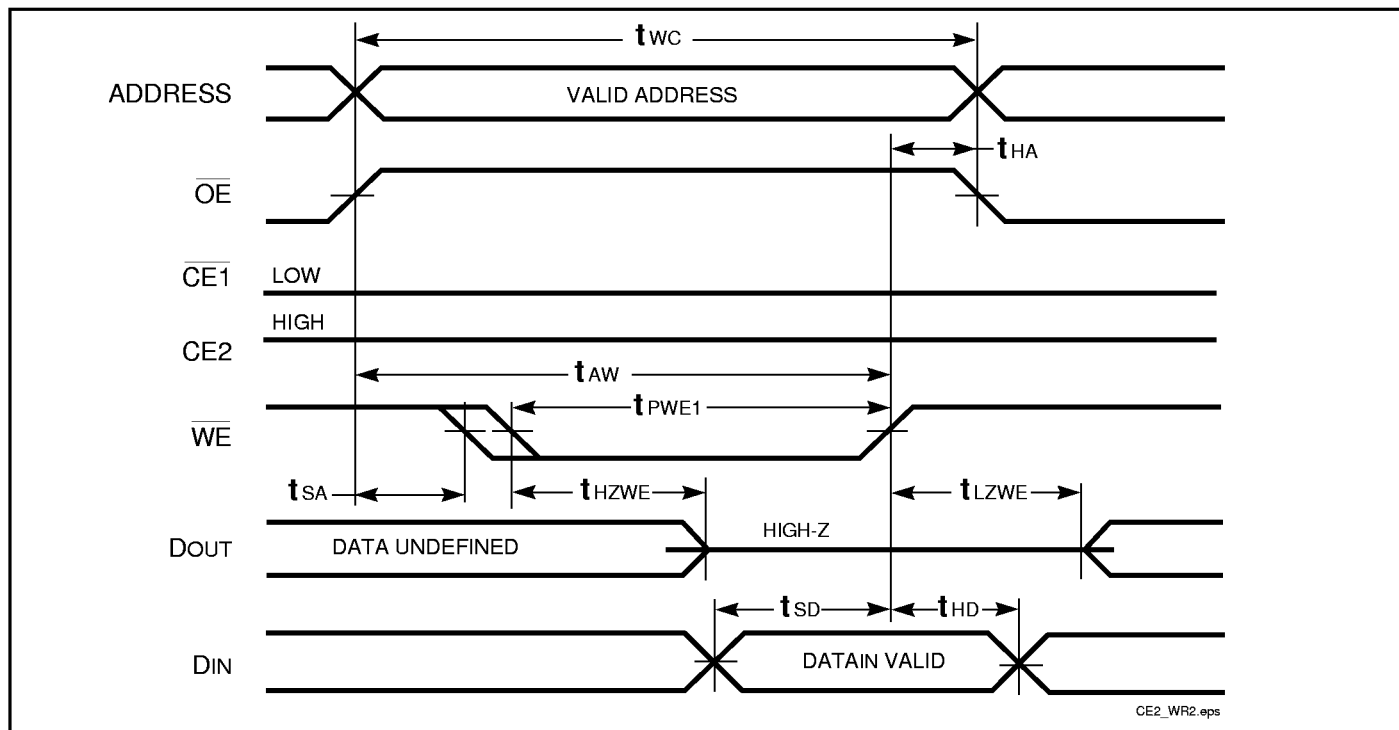 tWC
ADDRESS
VALID ADDRESS
tHA
OE
CE1
LOW
HIGH
CE2
tAW
tPWE1
WE
tSA
tHZWE
tLZWE
HIGH-Z
DOUT
DATA UNDEFINED
tSD
tHD
DIN
DATAIN VALID
CE2_WR2.eps